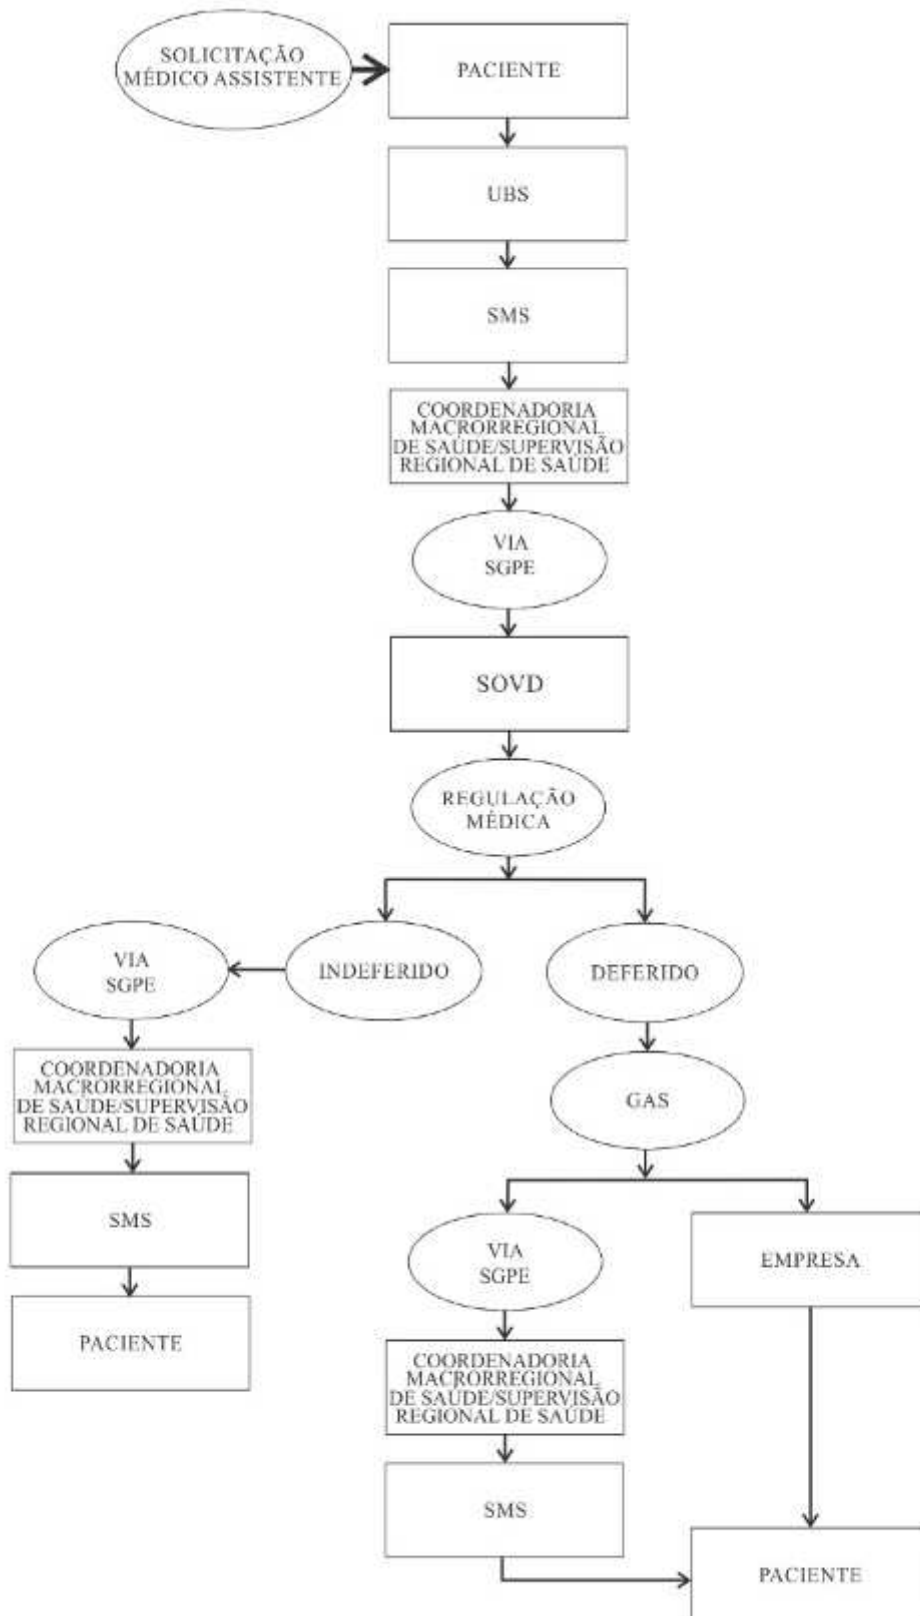 SOLICITAÇÃO
MÉDICO ASSISTENTE
PACIENTE
UBS
SMS
COORDENADORIA
MACRORREGIONAL
DE SAÚDE/SUPERVISÃO
REGIONAL DE SAÚDE
VIA
SGPE
SOVD
REGULAÇÃO
MÉDICA
INDEFERIDO
DEFERIDO
VIA
SGPE
COORDENADORIA
MACRORREGIONAL
DE SAÚDE/SUPERVISÃO
REGIONAL DE SAÚDE
SMS
PACIENTE
GAS
VIA
SGPE
EMPRESA
COORDENADORIA
MACRORREGIONAL
DE SAÚDE/SUPERVISÃO
REGIONAL DE SAÚDE
SMS
PACIENTE